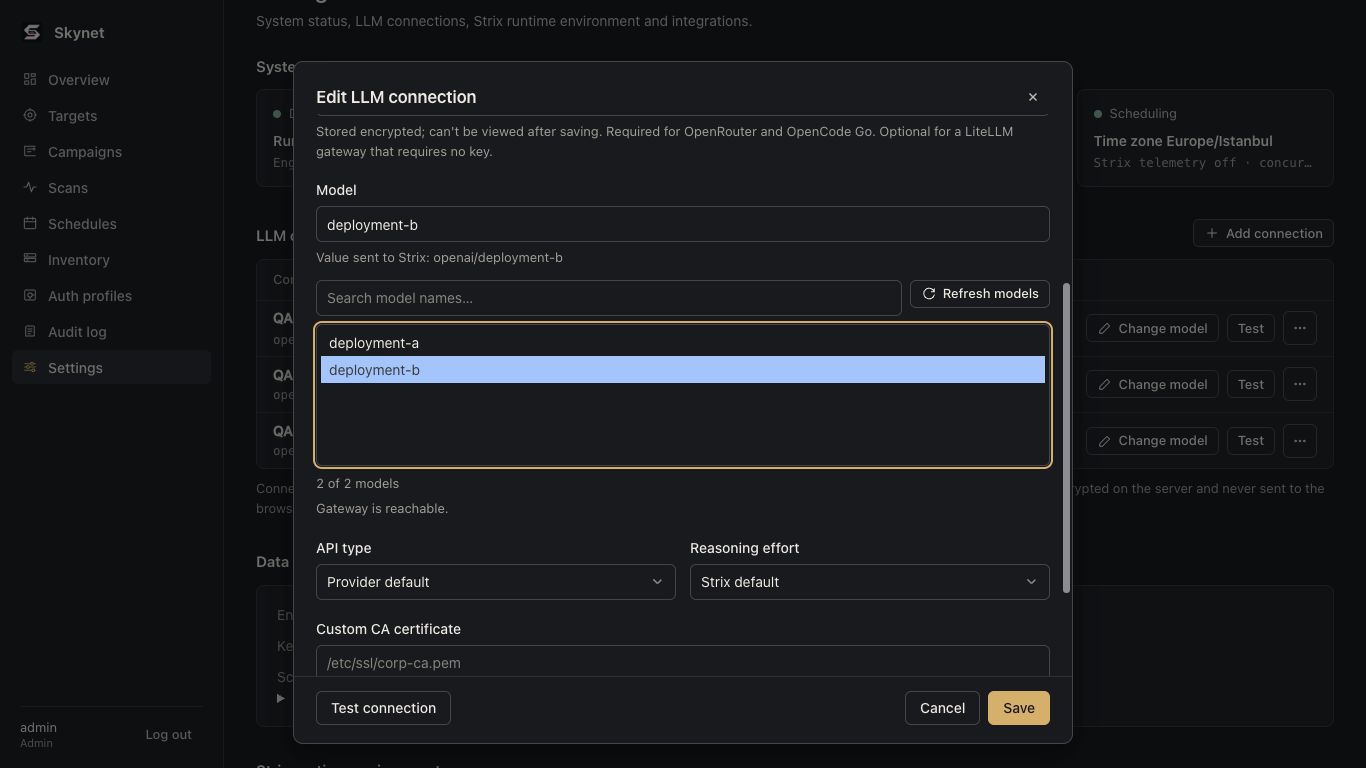 Skynet
Overview
Targets
Campaigns
Scans
Schedules
Inventory
Auth profiles
Audit log
Settings
admin
Admin
Log out
System status, LLM connections, Strix runtime environment and integrations.
Scheduling
Time zone Europe/Istanbul
Strix telemetry off · concur…
Add connection
Change model
Test
Change model
Test
Change model
Test
QA
QA
QA
Data
Edit LLM connection
Stored encrypted; can't be viewed after saving. Required for OpenRouter and OpenCode Go. Optional for a LiteLLM
gateway that requires no key.
Model
deployment-b
Value sent to Strix: openai/deployment-b
Search model names...
Refresh models
deployment-a
deployment-b
2 of 2 models
Gateway is reachable.
API type
Reasoning effort
Provider default
Strix default
Custom CA certificate
/etc/ssl/corp-ca.pem
Test connection
Cancel
Save
on the server and never sent to the